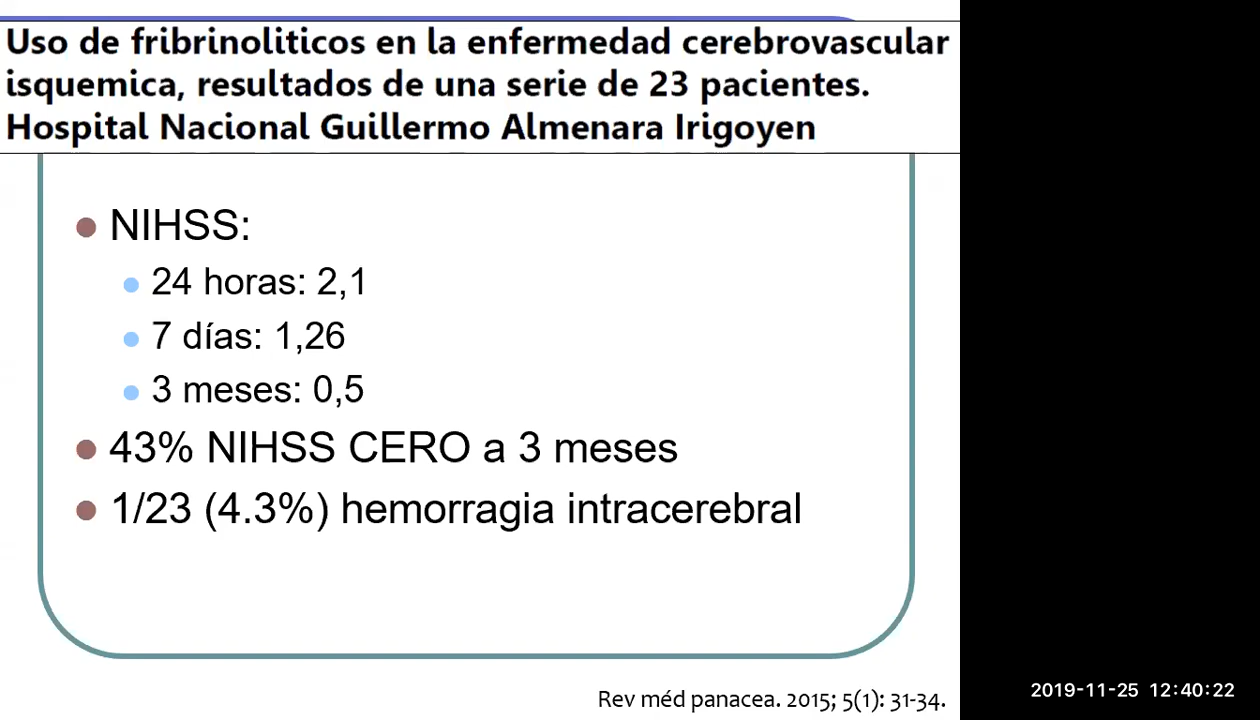 Uso de fribrinoliticos en la enfermedad cerebrovascular
isquemica, resultados de una serie de 23 pacientes.
Hospital Nacional Guillermo Almenara Irigoyen
NIHSS:
24 horas: 2,1
7 días: 1,26
3 meses: 0,5
43% NIHSS CERO a 3 meses
1/23 (4.3%) hemorragia intracerebral
Rev méd panacea. 2015; 5(1): 31-34.
2019-11-25 12:40:22